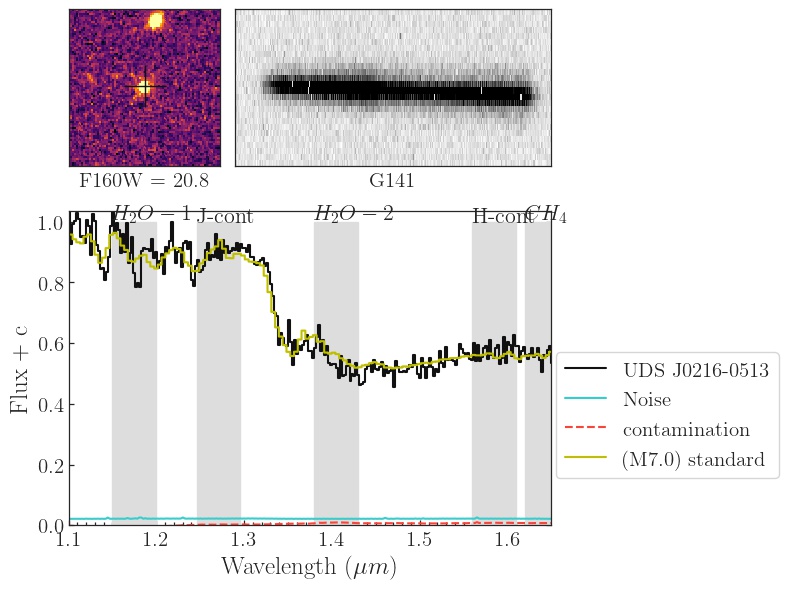 F160W = 20.8
G141
H₂O − 1 J-cont H₂O − 2 H-cont CH₄
1.0
0.8
0.6
0.4
0.2
0.0
Flux + c
1.1 1.2 1.3 1.4 1.5 1.6
Wavelength (μm)
UDS J0216-0513
Noise
contamination
(M7.0) standard